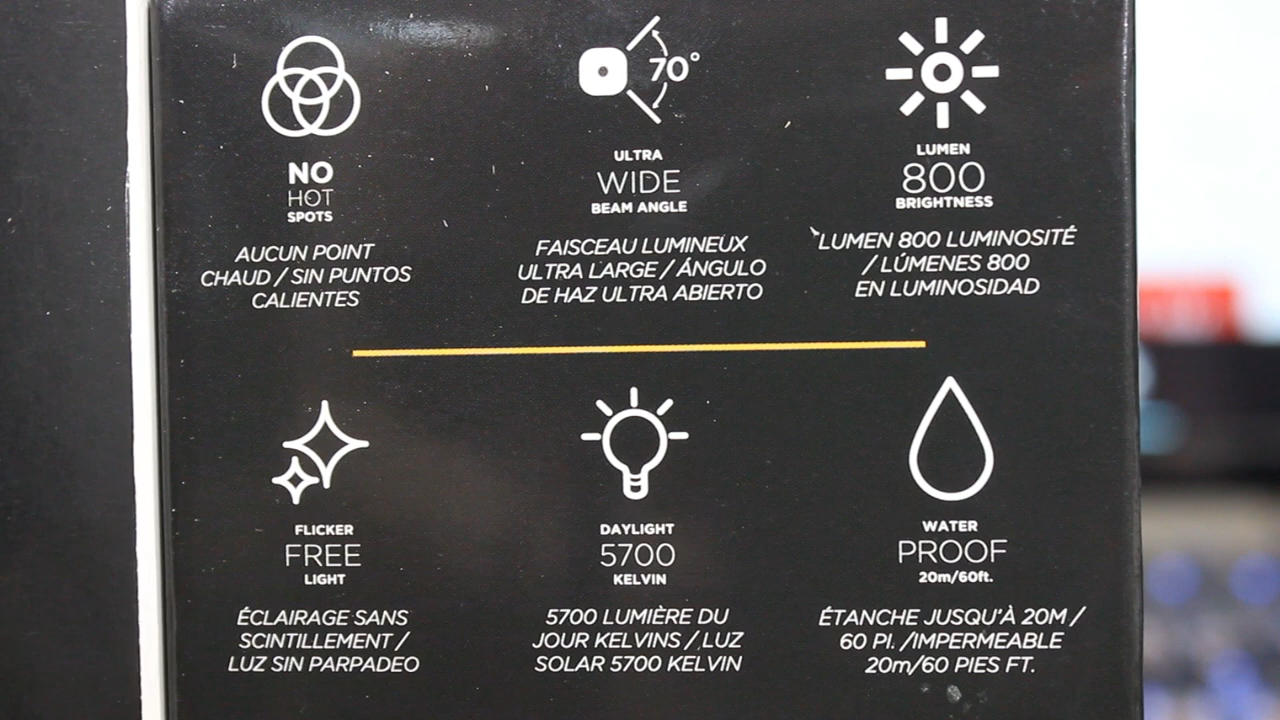 NO
HOT
SPOTS
AUCUN POINT
CHAUD / SIN PUNTOS
CALIENTES
70°
ULTRA
WIDE
BEAM ANGLE
FAISCEAU LUMINEUX
ULTRA LARGE / ÁNGULO
DE HAZ ULTRA ABIERTO
LUMEN
800
BRIGHTNESS
LUMEN 800 LUMINOSITÉ
/ LÚMENES 800
EN LUMINOSIDAD
FLICKER
FREE
LIGHT
ÉCLAIRAGE SANS
SCINTILLEMENT /
LUZ SIN PARPADEO
DAYLIGHT
5700
KELVIN
5700 LUMIÈRE DU
JOUR KELVINS / LUZ
SOLAR 5700 KELVIN
WATER
PROOF
20m/60ft.
ÉTANCHE JUSQU'À 20M /
60 PI. /IMPERMEABLE
20m/60 PIES FT.